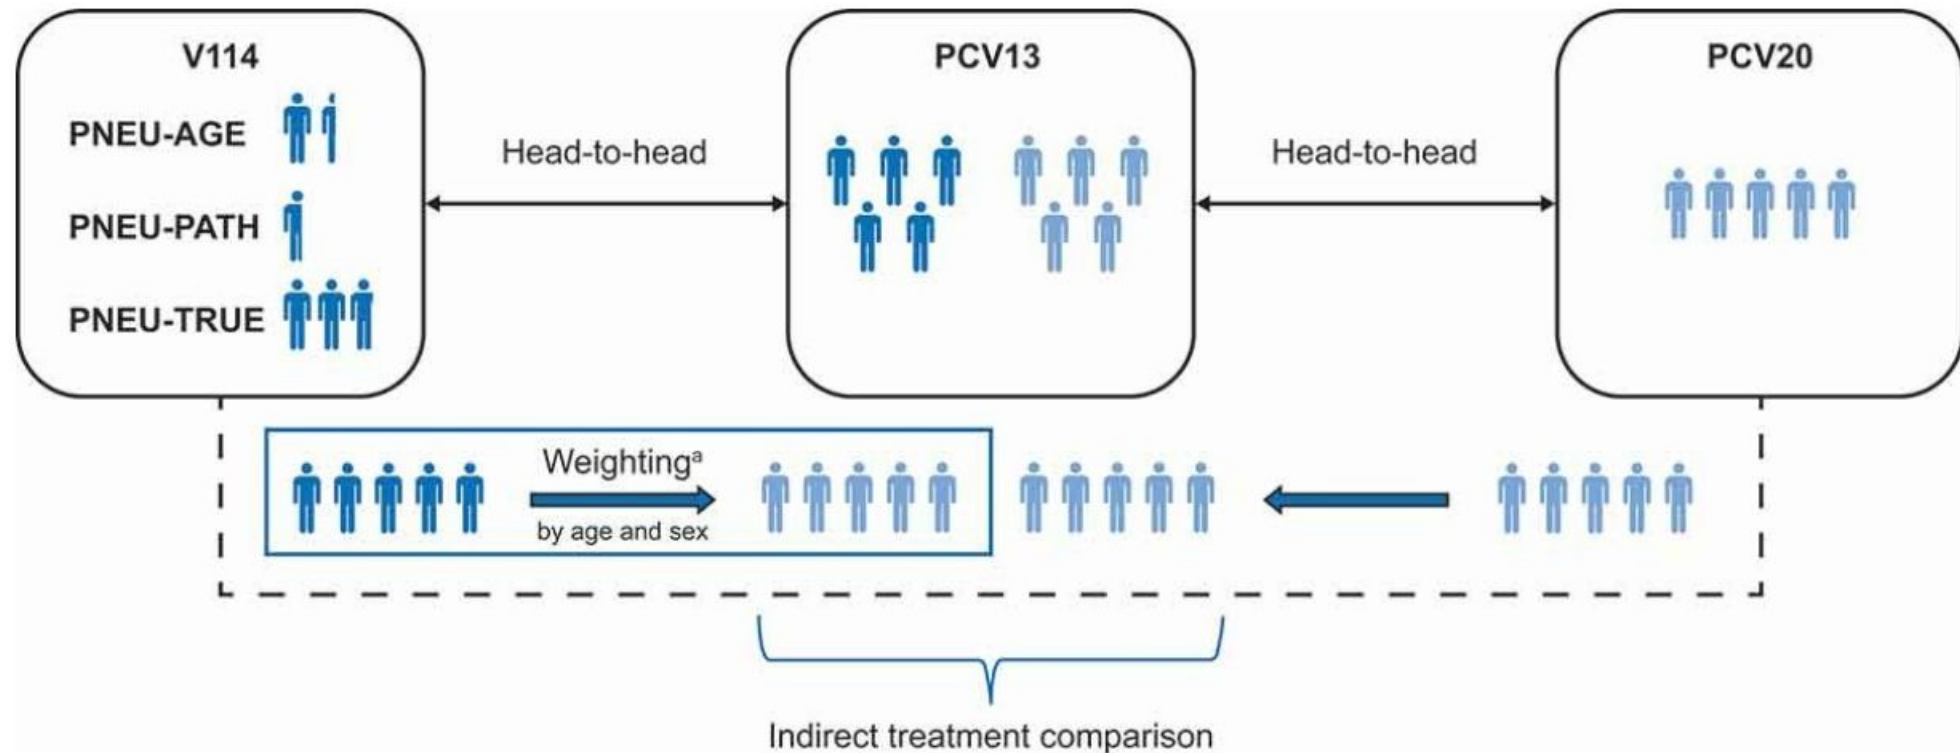 V114
PNEU-AGE
PNEU-PATH
PNEU-TRUE
Head-to-head
PCV13
Head-to-head
PCV20
Weightingᵃ
by age and sex
Indirect treatment comparison